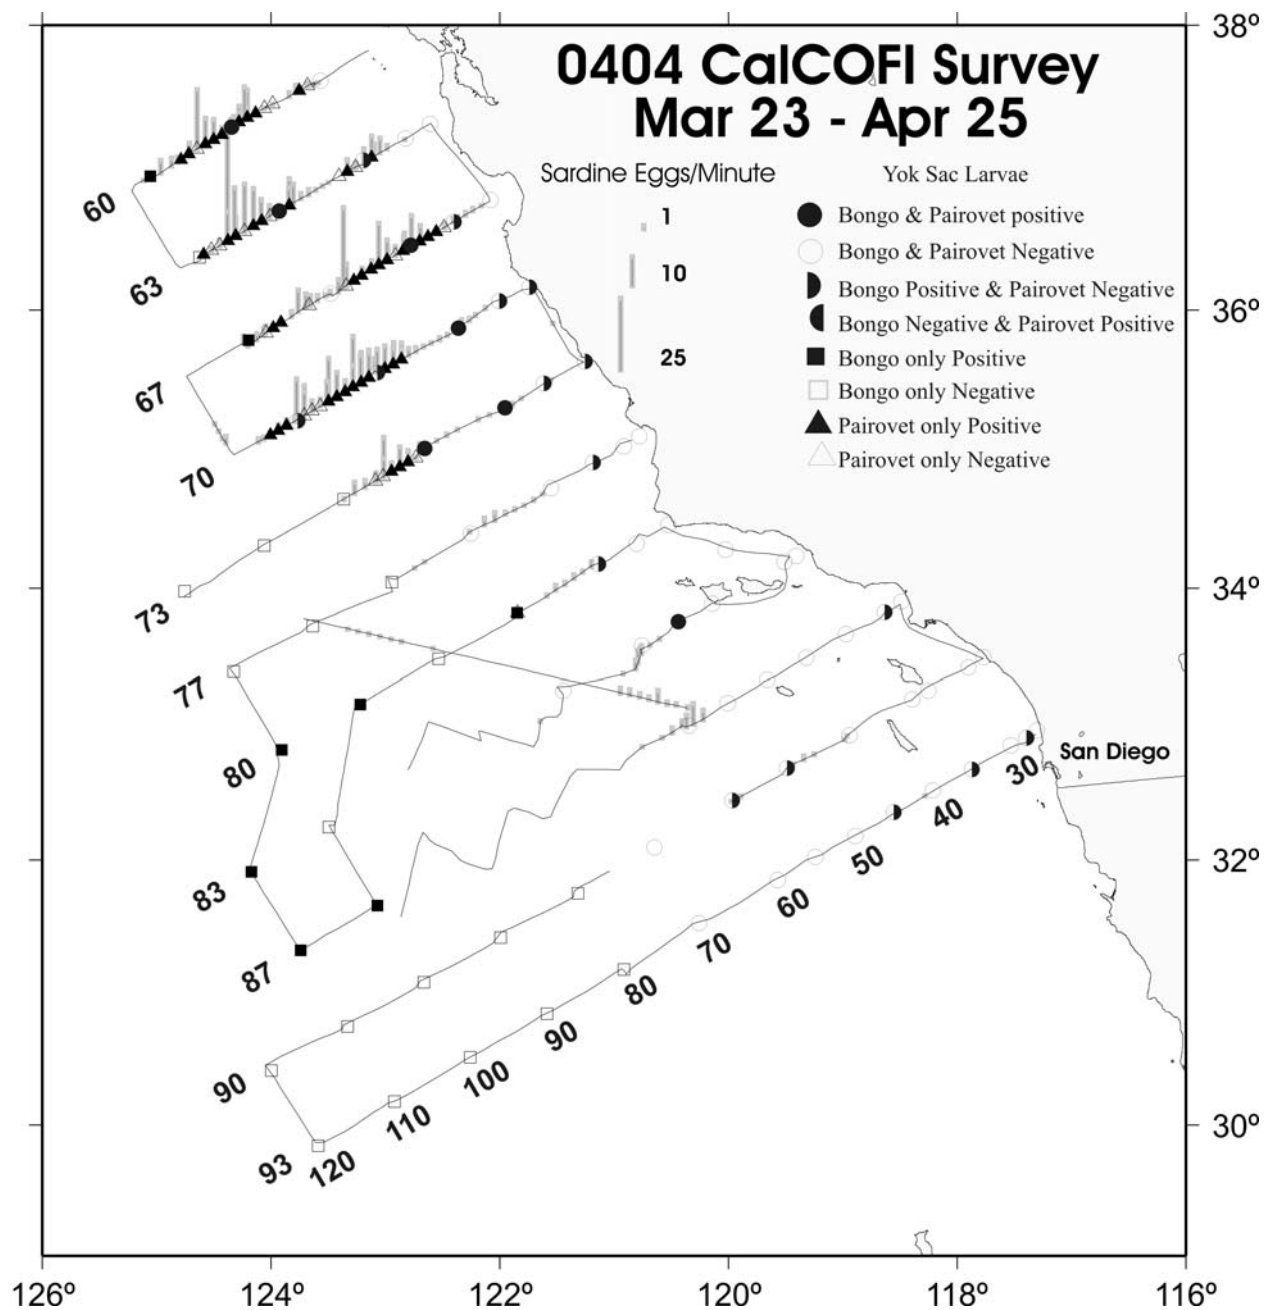 0404 CalCOFI Survey
Mar 23 - Apr 25
Sardine Eggs/Minute
1
10
25
Yok Sac Larvae
Bongo & Pairovet positive
Bongo & Pairovet Negative
Bongo Positive & Pairovet Negative
Bongo Negative & Pairovet Positive
Bongo only Positive
Bongo only Negative
Pairovet only Positive
Pairovet only Negative
38º
36º
34º
32º
30º
60
63
67
70
73
77
80
83
87
90
93
San Diego
30
40
50
60
70
80
90
100
110
120
126º
124º
122º
120º
118º
116º